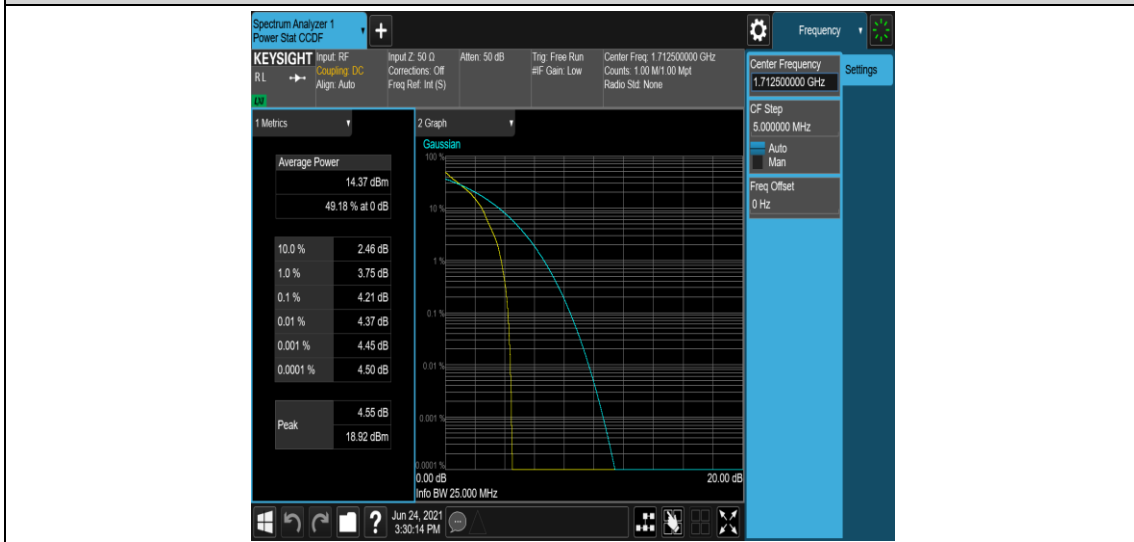 Spectrum Analyzer 1
Power Stat CCDF
+
Frequency
KEYSIGHT
RL
LXI
Input: RF
Coupling: DC
Align: Auto
Input Z: 50 Ω
Corrections: Off
Freq Ref: Int (S)
Atten: 50 dB
Trig: Free Run
#IF Gain: Low
Center Freq: 1.712500000 GHz
Counts: 1.00 M/1.00 Mpt
Radio Std: None
Center Frequency
1.712500000 GHz
Settings
CF Step
5.000000 MHz
Auto
Man
Freq Offset
0 Hz
1 Metrics
Average Power
14.37 dBm
49.18 % at 0 dB
10.0 % 2.46 dB
1.0 % 3.75 dB
0.1 % 4.21 dB
0.01 % 4.37 dB
0.001 % 4.45 dB
0.0001 % 4.50 dB
Peak
4.55 dB
18.92 dBm
2 Graph
Gaussian
100 %
10 %
1 %
0.1 %
0.01 %
0.001 %
0.0001 %
0.00 dB 20.00 dB
Info BW 25.000 MHz
?
Jun 24, 2021
3:30:14 PM